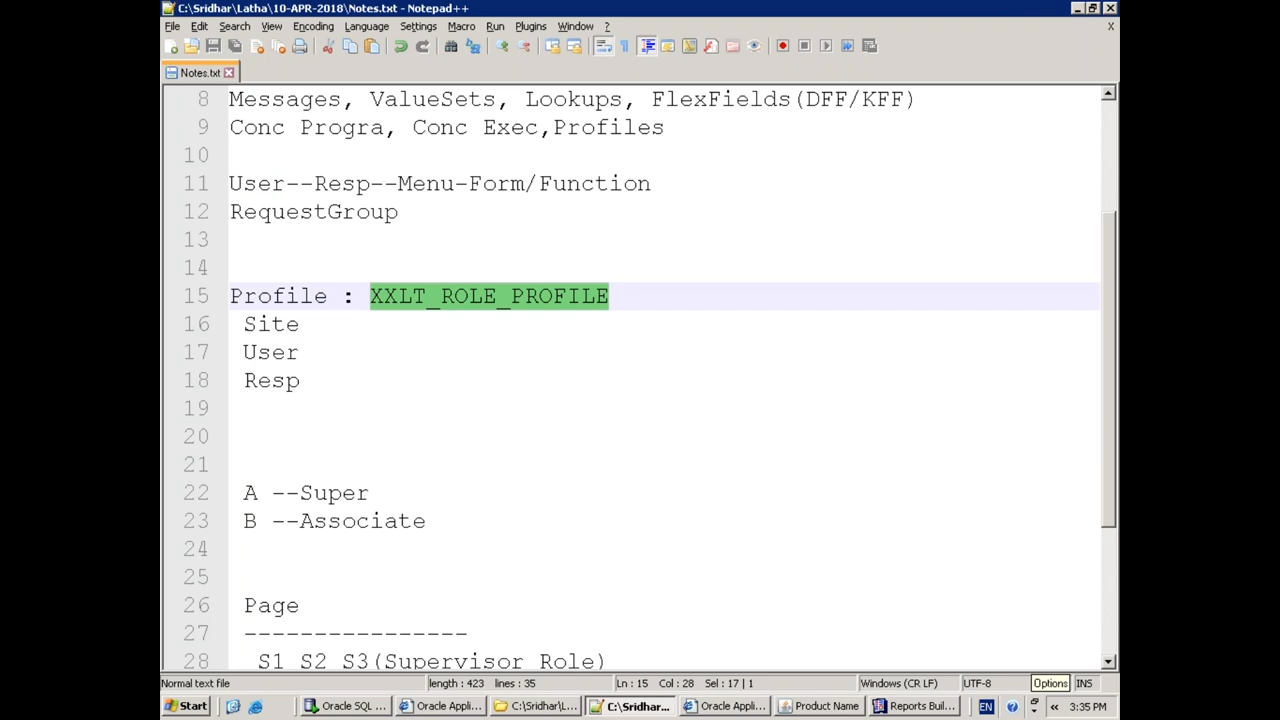 C:\Sridhar\Latha\10-APR-2018\Notes.txt - Notepad++
File Edit Search View Encoding Language Settings Macro Run Plugins Window ? X
Notes.txt
8 Messages, ValueSets, Lookups, FlexFields(DFF/KFF)
9 Conc Progra, Conc Exec,Profiles
10
11 User--Resp--Menu-Form/Function
12 RequestGroup
13
14
15 Profile : XXLT_ROLE_PROFILE
16 Site
17 User
18 Resp
19
20
21
22 A --Super
23 B --Associate
24
25
26 Page
27 ----------------
28 S1 S2 S3(Supervisor Role)
Normal text file length : 423 lines : 35 Ln : 15 Col : 28 Sel : 17 | 1 Windows (CR LF) UTF-8 Options INS
Start Oracle SQL ... Oracle Appli... C:\Sridhar\L... C:\Sridhar... Oracle Appli... Product Name Reports Buil... EN 3:35 PM